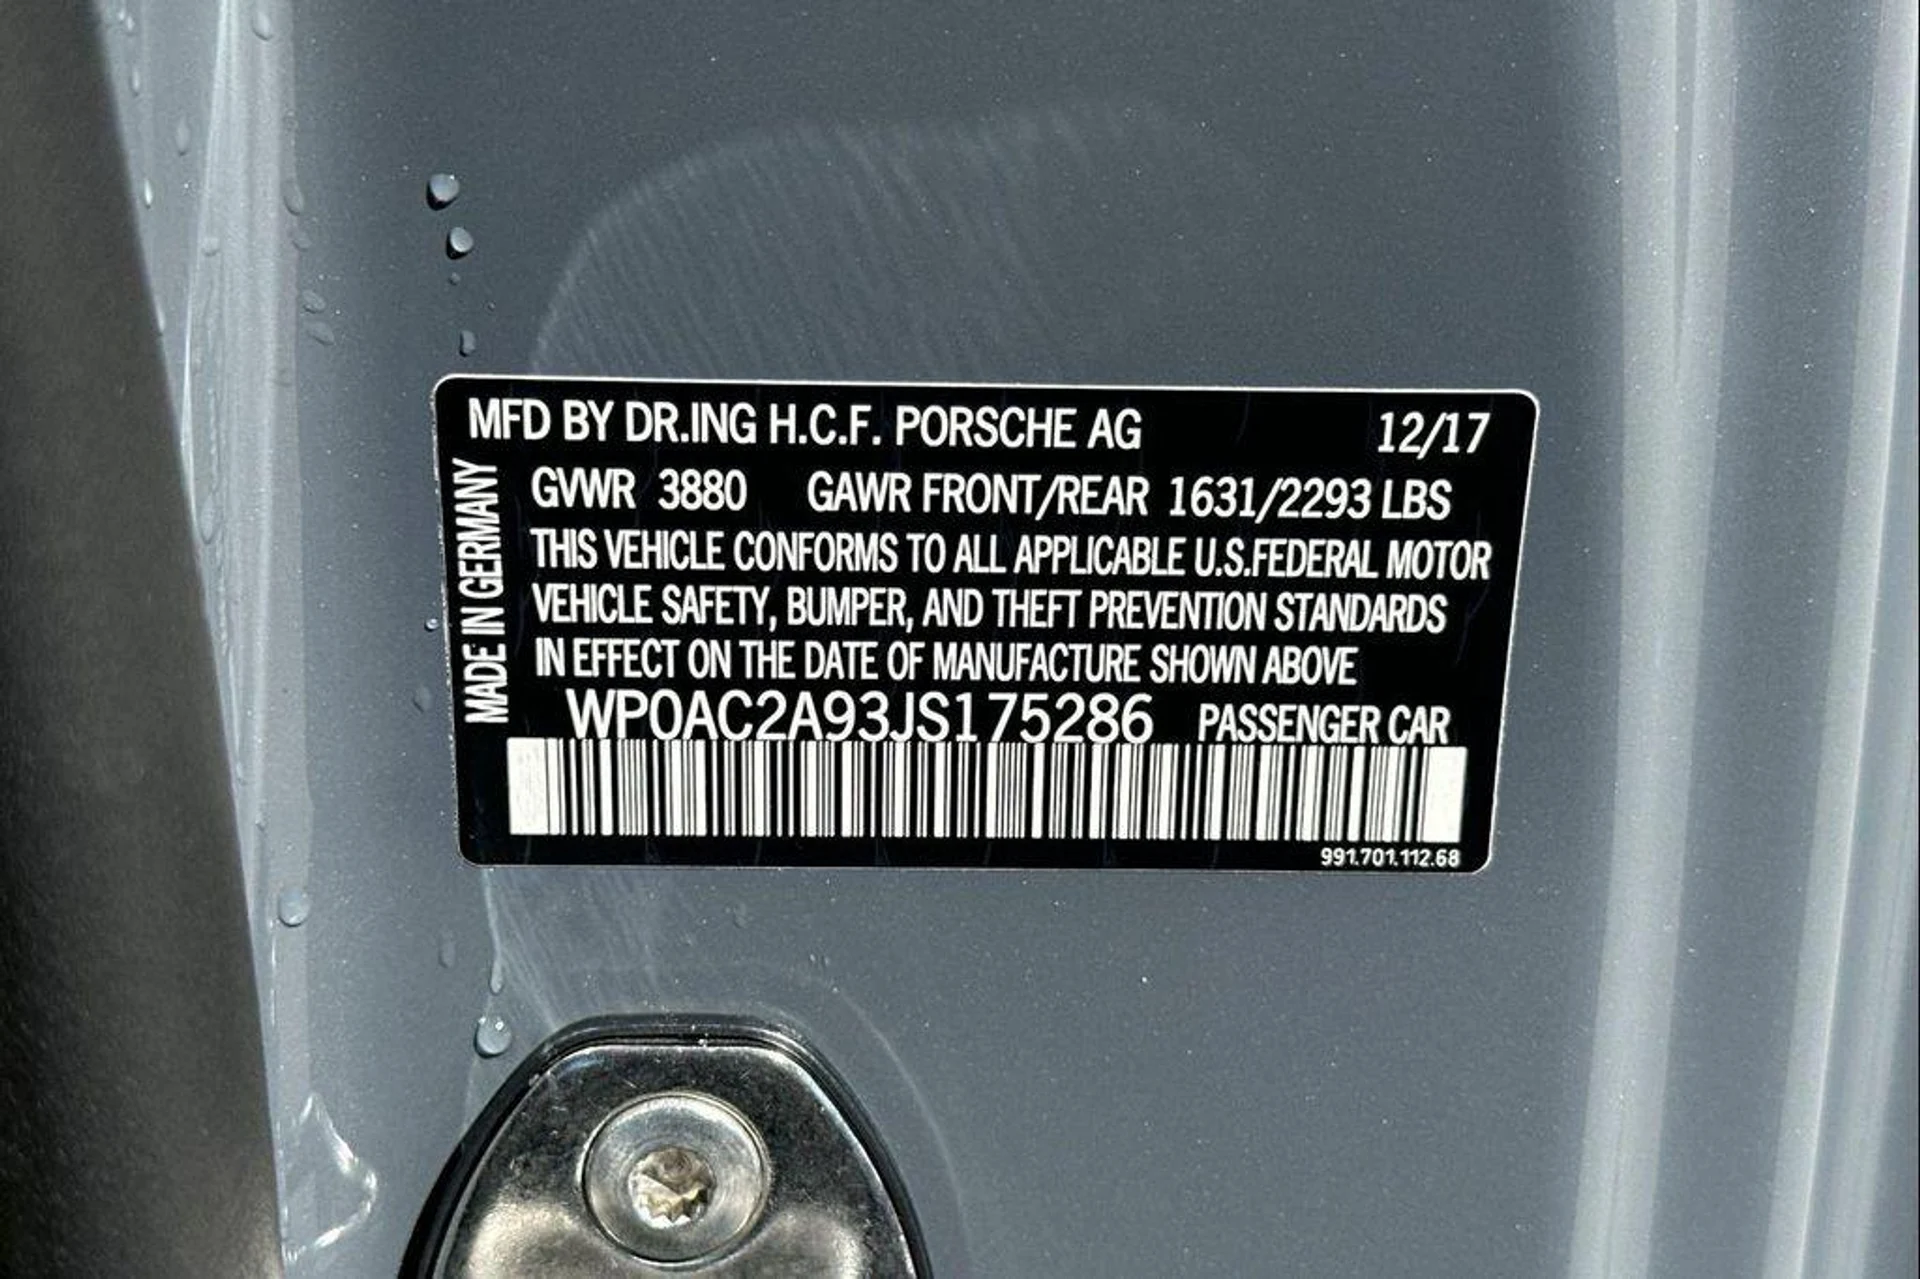 MFD BY DR.ING H.C.F. PORSCHE AG 12/17
GVWR 3880 GAWR FRONT/REAR 1631/2293 LBS
THIS VEHICLE CONFORMS TO ALL APPLICABLE U.S.FEDERAL MOTOR
VEHICLE SAFETY, BUMPER, AND THEFT PREVENTION STANDARDS
IN EFFECT ON THE DATE OF MANUFACTURE SHOWN ABOVE
WP0AC2A93JS175286 PASSENGER CAR
991.701.112.68
MADE IN GERMANY